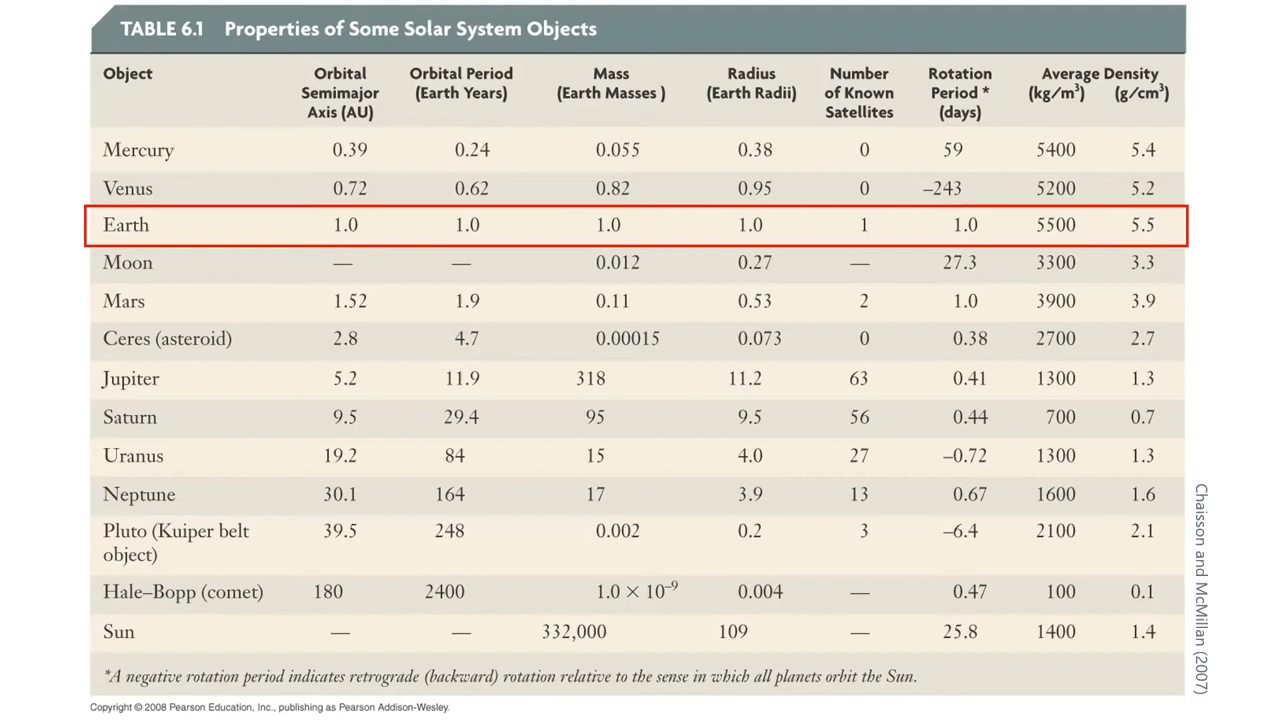 TABLE 6.1 Properties of Some Solar System Objects
Object Orbital Semimajor Axis (AU) Orbital Period (Earth Years) Mass (Earth Masses ) Radius (Earth Radii) Number of Known Satellites Rotation Period * (days) Average Density (kg/m³) (g/cm³)
Mercury 0.39 0.24 0.055 0.38 0 59 5400 5.4
Venus 0.72 0.62 0.82 0.95 0 –243 5200 5.2
Earth 1.0 1.0 1.0 1.0 1 1.0 5500 5.5
Moon — — 0.012 0.27 — 27.3 3300 3.3
Mars 1.52 1.9 0.11 0.53 2 1.0 3900 3.9
Ceres (asteroid) 2.8 4.7 0.00015 0.073 0 0.38 2700 2.7
Jupiter 5.2 11.9 318 11.2 63 0.41 1300 1.3
Saturn 9.5 29.4 95 9.5 56 0.44 700 0.7
Uranus 19.2 84 15 4.0 27 –0.72 1300 1.3
Neptune 30.1 164 17 3.9 13 0.67 1600 1.6
Pluto (Kuiper belt object) 39.5 248 0.002 0.2 3 –6.4 2100 2.1
Hale–Bopp (comet) 180 2400 1.0 × 10⁻⁹ 0.004 — 0.47 100 0.1
Sun — — 332,000 109 — 25.8 1400 1.4
*A negative rotation period indicates retrograde (backward) rotation relative to the sense in which all planets orbit the Sun.
Copyright © 2008 Pearson Education, Inc., publishing as Pearson Addison-Wesley.
Chaisson and McMillan (2007)